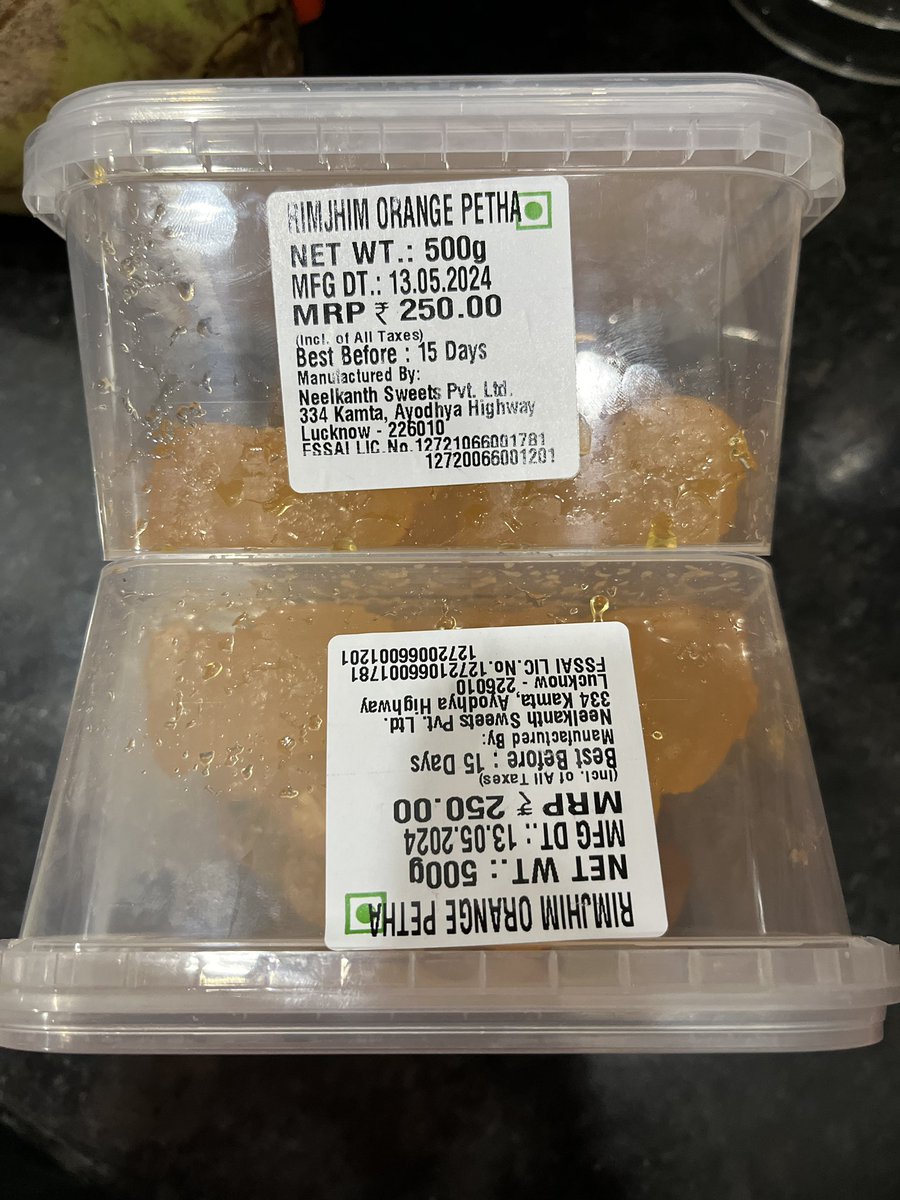 RIMJHIM ORANGE PETHA
NET WT.: 500g
MFG DT.: 13.05.2024
MRP ₹ 250.00
(Incl. of All Taxes)
Best Before : 15 Days
Manufactured By:
Neelkanth Sweets Pvt. Ltd.
334 Kamta, Ayodhya Highway
Lucknow - 226010
FSSAI LIC.No.12721066001781
12720066001201
RIMJHIM ORANGE PETHA
NET WT.: 500g
MFG DT.: 13.05.2024
MRP ₹ 250.00
(Incl. of All Taxes)
Best Before : 15 Days
Manufactured By:
Neelkanth Sweets Pvt. Ltd.
334 Kamta, Ayodhya Highway
Lucknow - 226010
FSSAI LIC.No.12721066001781
12720066001201